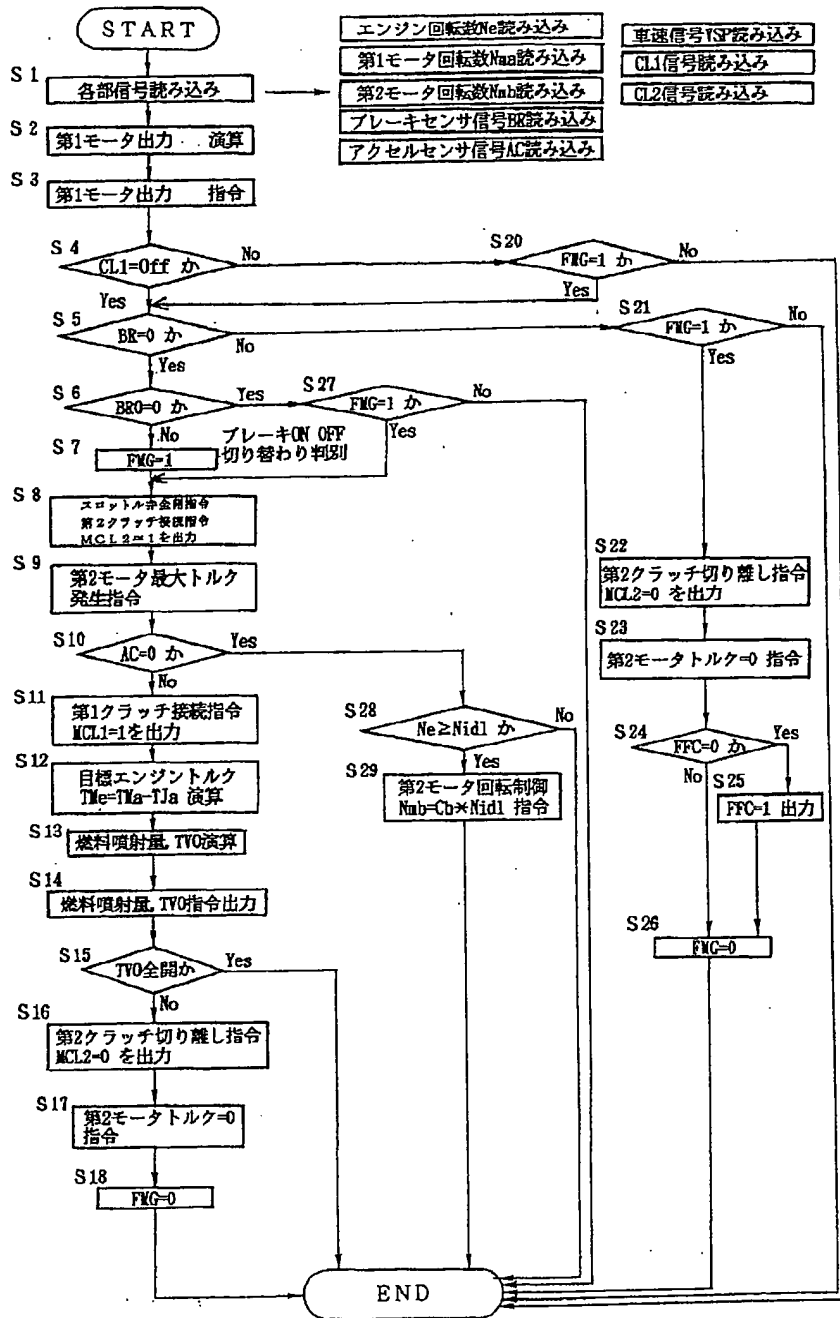 START
エンジン回転数Ne読み込み
車速信号VSP読み込み
S1
各部信号読み込み
第1モータ回転数Nma読み込み
CL1信号読み込み
第2モータ回転数Nmb読み込み
CL2信号読み込み
ブレーキセンサ信号BR読み込み
アクセルセンサ信号AC読み込み
S2
第1モータ出力 演算
S3
第1モータ出力 指令
S4
CL1=Off か
No
Yes
S20
FMG=1 か
No
Yes
S5
BR=0 か
No
Yes
S21
FMG=1 か
No
Yes
S6
BRO=0 か
Yes
No
S27
FMG=1 か
No
Yes
S7
FMG=1
ブレーキON OFF
切り替わり判別
S8
スロットル弁全閉指令
第2クラッチ接続指令
MCL2=1を出力
S9
第2モータ最大トルク
発生指令
S22
第2クラッチ切り離し指令
MCL2=0 を出力
S23
第2モータトルク=0 指令
S10
AC=0 か
Yes
No
S11
第1クラッチ接続指令
MCL1=1を出力
S28
Ne≥Nidl か
No
Yes
S24
FFC=0 か
Yes
No
S12
目標エンジントルク
TMe=TMa-TJa 演算
S29
第2モータ回転制御
Nmb=Cb*Nidl 指令
S25
FFC=1 出力
S13
燃料噴射量,TVO演算
S14
燃料噴射量,TVO指令出力
S26
FMG=0
S15
TVO全開か
Yes
No
S16
第2クラッチ切り離し指令
MCL2=0 を出力
S17
第2モータトルク=0
指令
S18
FMG=0
END